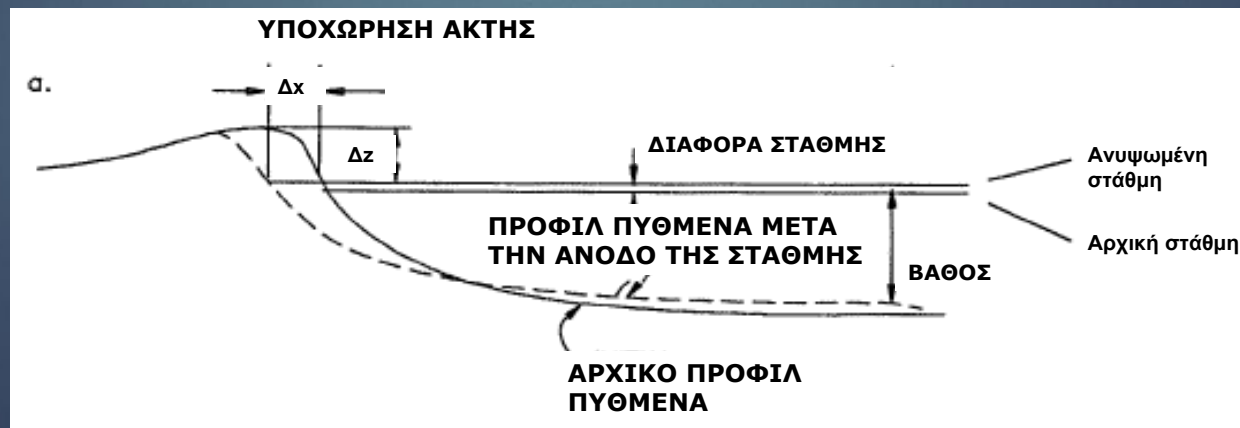 ΥΠΟΧΩΡΗΣΗ ΑΚΤΗΣ
a.
Δx
Δz
ΔΙΑΦΟΡΑ ΣΤΑΘΜΗΣ
Ανυψωμένη
στάθμη
ΠΡΟΦΙΛ ΠΥΘΜΕΝΑ ΜΕΤΑ
ΤΗΝ ΑΝΟΔΟ ΤΗΣ ΣΤΑΘΜΗΣ
Αρχική στάθμη
ΒΑΘΟΣ
ΑΡΧΙΚΟ ΠΡΟΦΙΛ
ΠΥΘΜΕΝΑ